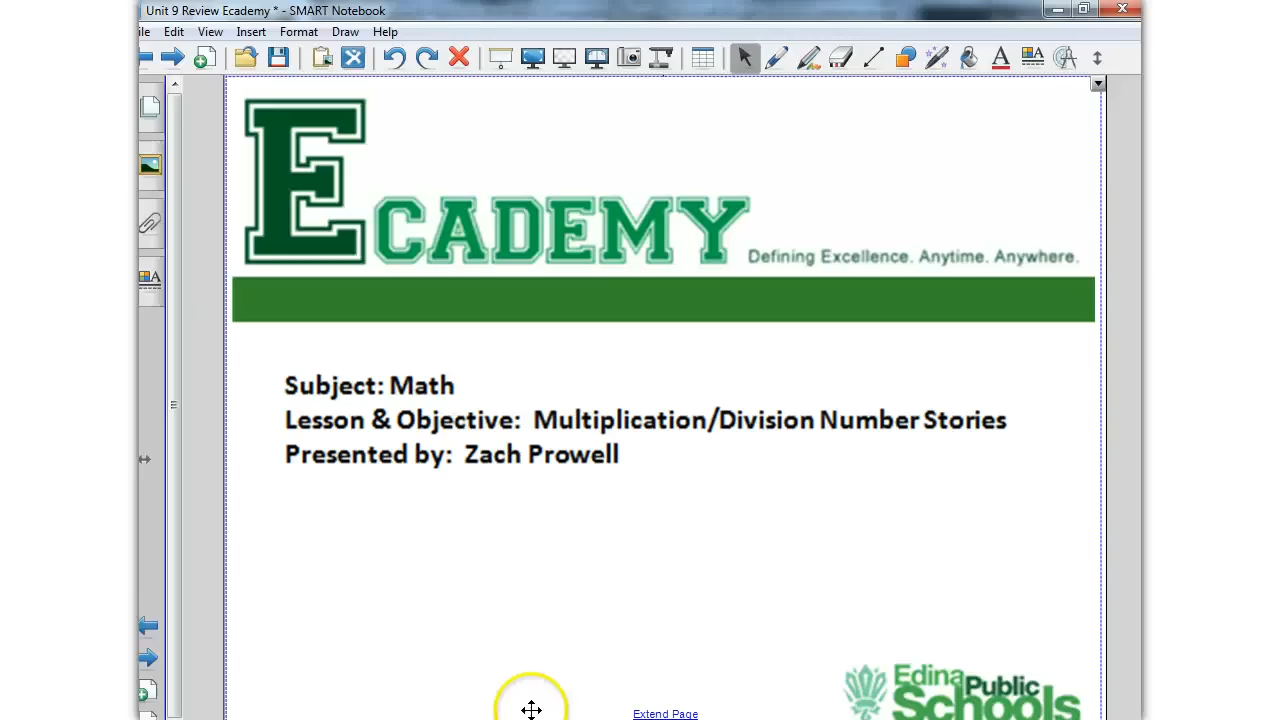 Unit 9 Review Ecademy * - SMART Notebook
ile Edit View Insert Format Draw Help
ECADEMY
Defining Excellence. Anytime. Anywhere.
Subject: Math
Lesson & Objective: Multiplication/Division Number Stories
Presented by: Zach Prowell
Edina Public
Schools
Extend Page